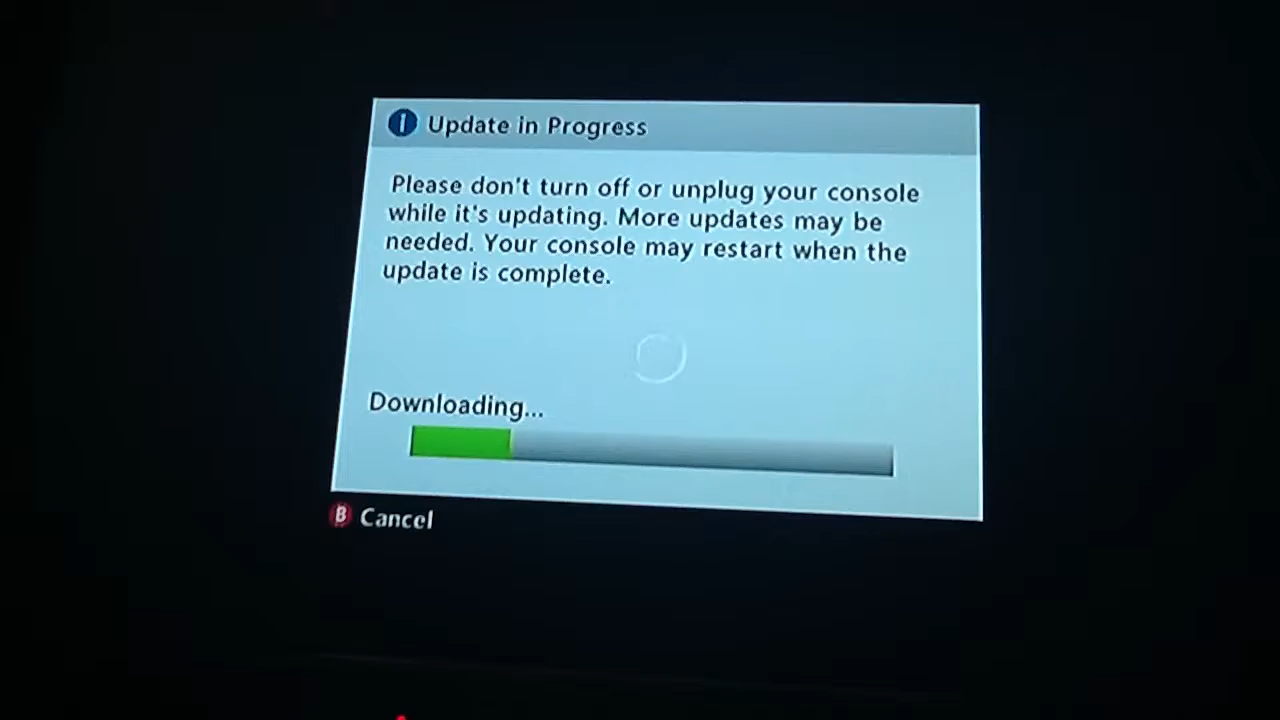 Update in Progress
Please don't turn off or unplug your console
while it's updating. More updates may be
needed. Your console may restart when the
update is complete.
Downloading...
B Cancel